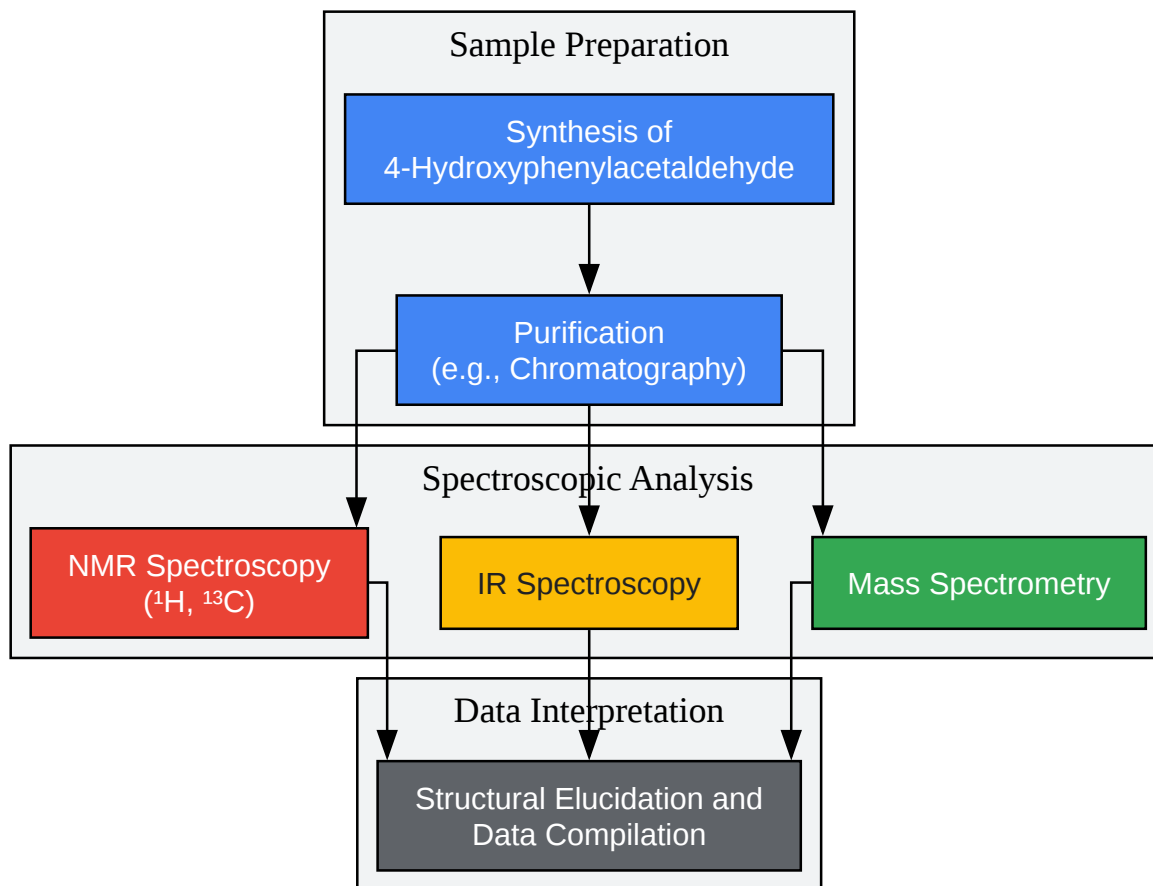 Sample Preparation
Synthesis of
4-Hydroxyphenylacetaldehyde
Purification
(e.g., Chromatography)
Spectroscopic Analysis
NMR Spectroscopy
(¹H, ¹³C)
IR Spectroscopy
Mass Spectrometry
Data Interpretation
Structural Elucidation and
Data Compilation